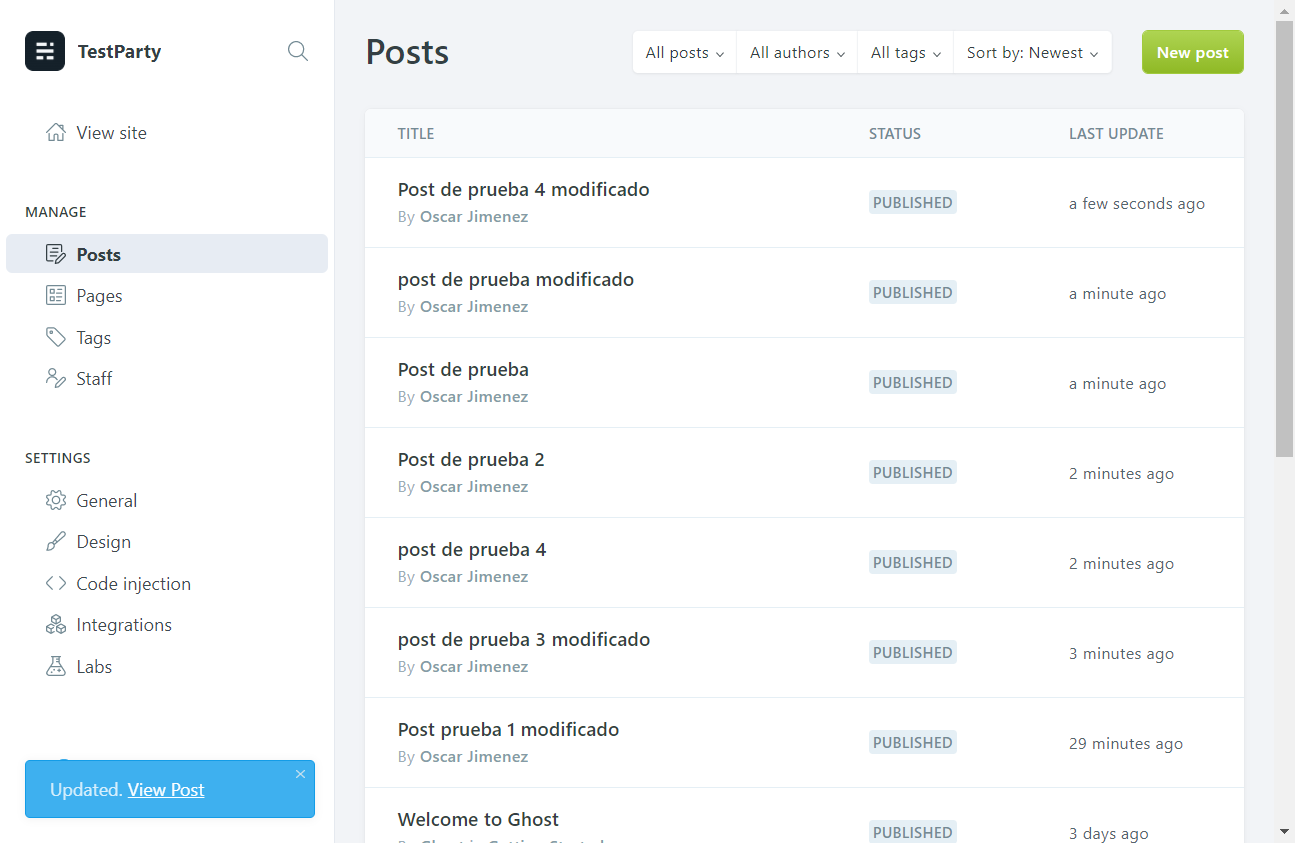 TestParty
View site
MANAGE
Posts
Pages
Tags
Staff
SETTINGS
General
Design
Code injection
Integrations
Labs
Updated. View Post
Posts
All posts
All authors
All tags
Sort by: Newest
New post
TITLE STATUS LAST UPDATE
Post de prueba 4 modificado
By Oscar Jimenez
PUBLISHED
a few seconds ago
post de prueba modificado
By Oscar Jimenez
PUBLISHED
a minute ago
Post de prueba
By Oscar Jimenez
PUBLISHED
a minute ago
Post de prueba 2
By Oscar Jimenez
PUBLISHED
2 minutes ago
post de prueba 4
By Oscar Jimenez
PUBLISHED
2 minutes ago
post de prueba 3 modificado
By Oscar Jimenez
PUBLISHED
3 minutes ago
Post prueba 1 modificado
By Oscar Jimenez
PUBLISHED
29 minutes ago
Welcome to Ghost
PUBLISHED
3 days ago